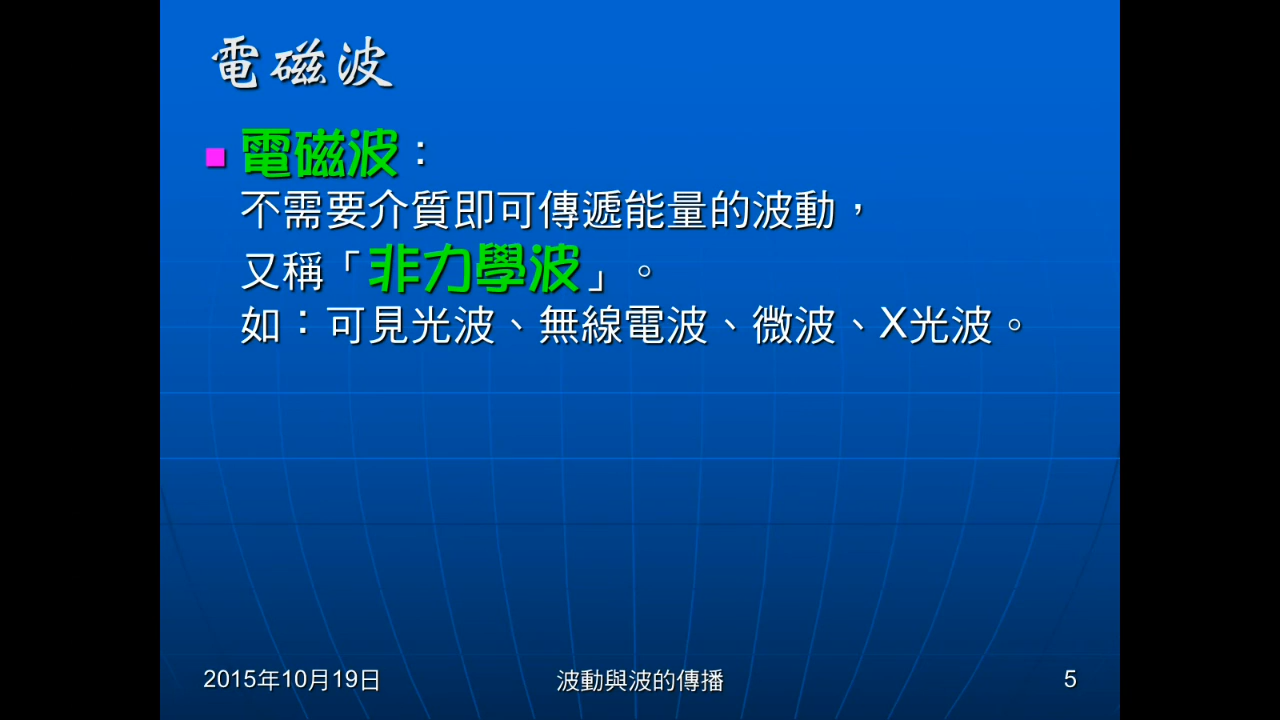 電磁波
電磁波：
不需要介質即可傳遞能量的波動，
又稱「非力學波」。
如：可見光波、無線電波、微波、X光波。
2015年10月19日
波動與波的傳播
5